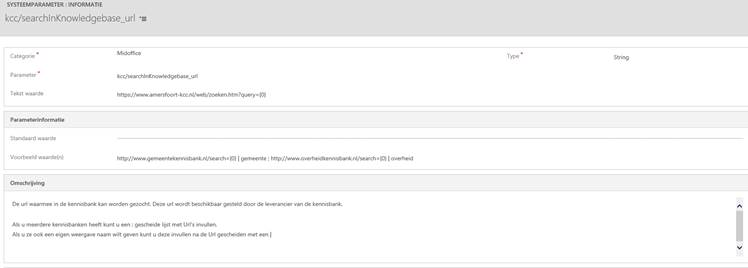 SYSTEEMPARAMETER : INFORMATIE
kcc/searchInKnowledgebase_url
Categorie * Midoffice Type * String
Parameter * kcc/searchInKnowledgebase_url
Tekst waarde https://www.amersfoort-kcc.nl/web/zoeken.htm?query={0}
Parameterinformatie
Standaard waarde
Voorbeeld waarde(n) http://www.gemeentekennisbank.nl/search={0} | gemeente ; http://www.overheidkennisbank.nl/search={0} | overheid
Omschrijving
De url waarmee in de kennisbank kan worden gezocht. Deze url wordt beschikbaar gesteld door de leverancier van de kennisbank.
Als u meerdere kennisbanken heeft kunt u een ; gescheide lijst met Url's invullen.
Als u ze ook een eigen weergave naam wilt geven kunt u deze invullen na de Url gescheiden met een |